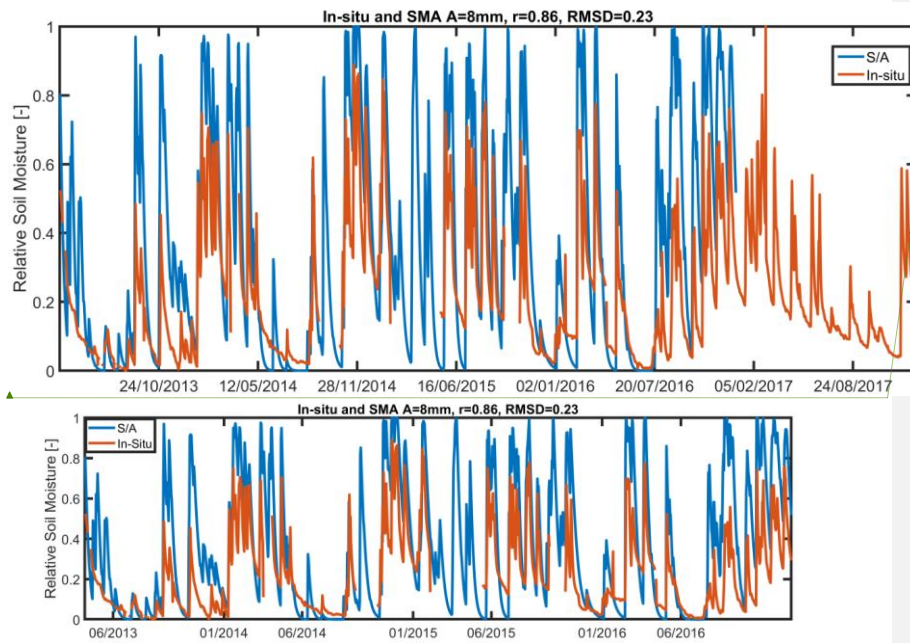 In-situ and SMA A=8mm, r=0.86, RMSD=0.23
S/A
In-situ
Relative Soil Moisture [-]
1
0.8
0.6
0.4
0.2
0
24/10/2013 12/05/2014 28/11/2014 16/06/2015 02/01/2016 20/07/2016 05/02/2017 24/08/2017
In-situ and SMA A=8mm, r=0.86, RMSD=0.23
S/A
In-Situ
Relative Soil Moisture [-]
1
0.8
0.6
0.4
0.2
0
06/2013 01/2014 06/2014 01/2015 06/2015 01/2016 06/2016